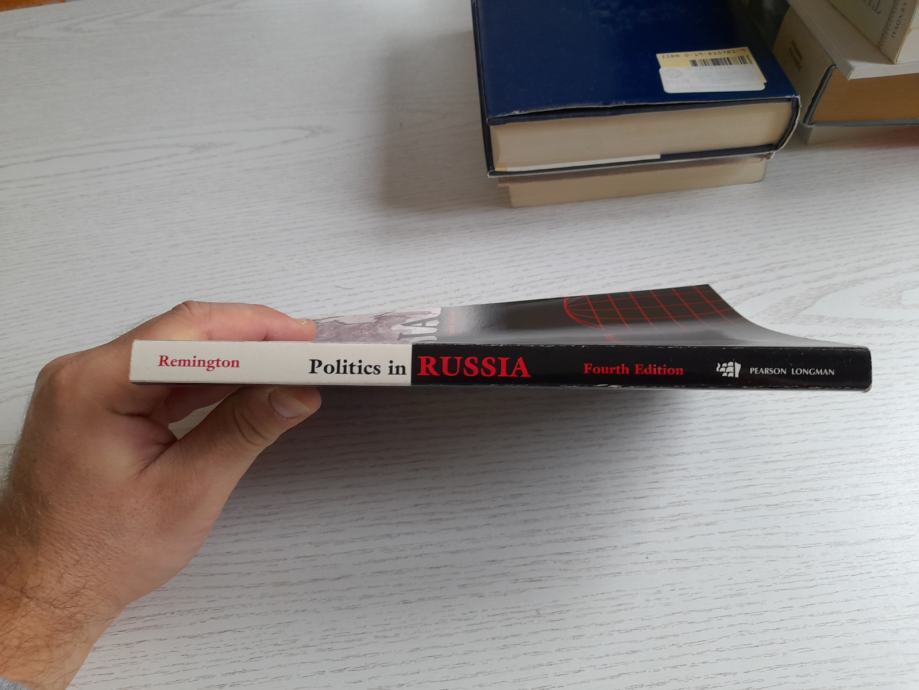 Remington Politics in RUSSIA Fourth Edition PEARSON LONGMAN